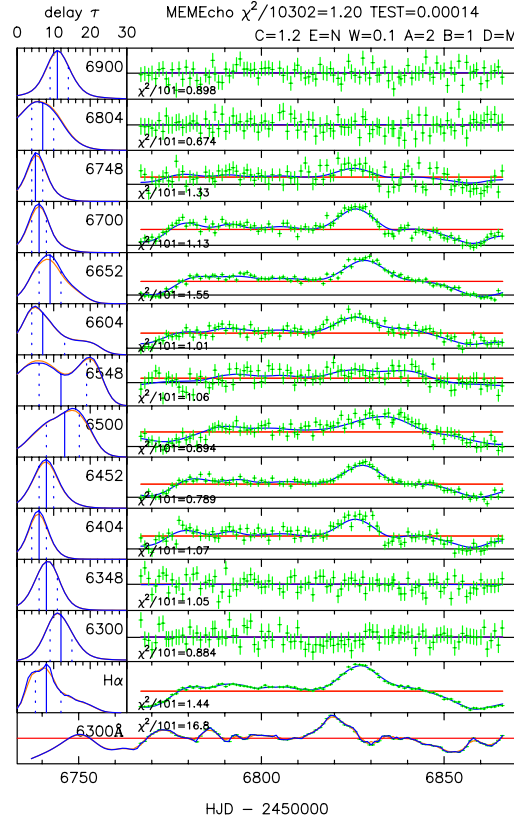 delay τ MEMEcho χ²/10302=1.20 TEST=0.00014
0 10 20 30 C=1.2 E=N W=0.1 A=2 B=1 D=M
6900 χ²/101=0.898
6804 χ²/101=0.674
6748 χ²/101=1.33
6700 χ²/101=1.13
6652 χ²/101=1.55
6604 χ²/101=1.01
6548 χ²/101=1.06
6500 χ²/101=0.894
6452 χ²/101=0.789
6404 χ²/101=1.07
6348 χ²/101=1.05
6300 χ²/101=0.884
Hα χ²/101=1.44
6300Å χ²/101=16.8
6750 6800 6850
HJD − 2450000